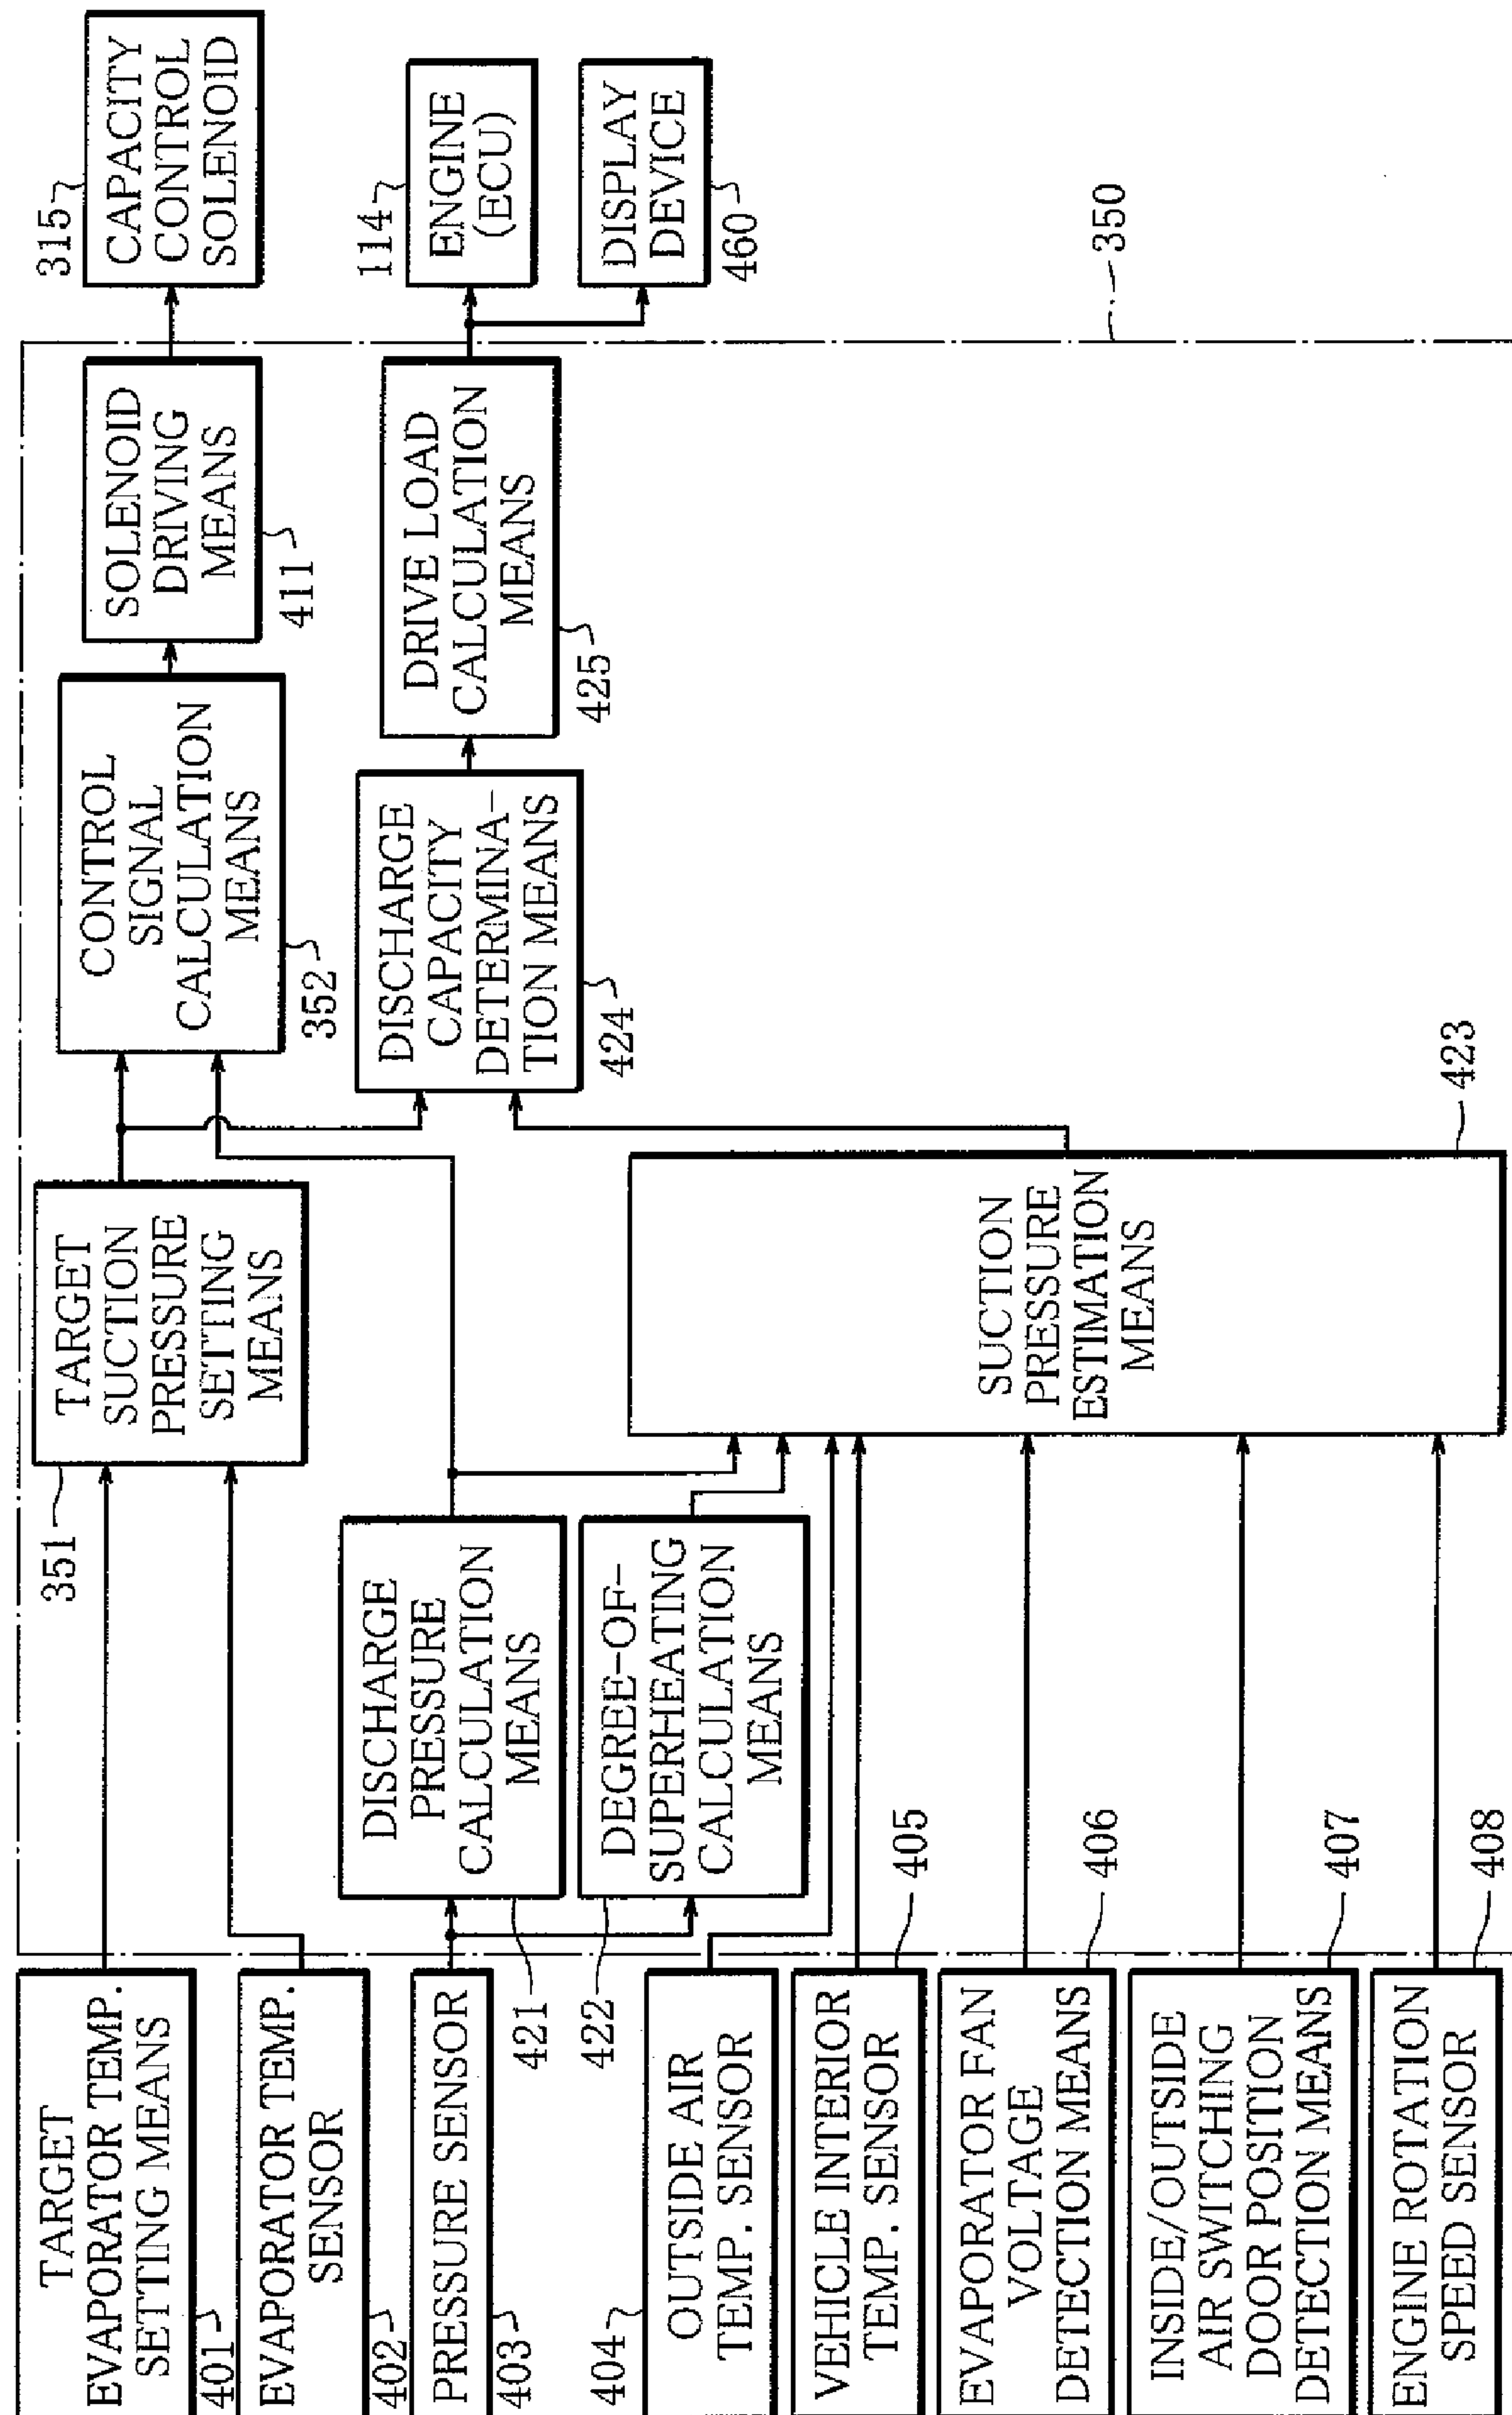 TARGET
EVAPORATOR TEMP.
SETTING MEANS
401
EVAPORATOR TEMP.
SENSOR
402
PRESSURE SENSOR
403
OUTSIDE AIR
TEMP. SENSOR
404
VEHICLE INTERIOR
TEMP. SENSOR
405
EVAPORATOR FAN
VOLTAGE
DETECTION MEANS
406
INSIDE/OUTSIDE
AIR SWITCHING
DOOR POSITION
DETECTION MEANS
407
ENGINE ROTATION
SPEED SENSOR
408
DISCHARGE
PRESSURE
CALCULATION
MEANS
421
DEGREE-OF-
SUPERHEATING
CALCULATION
MEANS
422
351
TARGET
SUCTION
PRESSURE
SETTING
MEANS
SUCTION
PRESSURE
ESTIMATION
MEANS
423
CONTROL
SIGNAL
CALCULATION
MEANS
352
DISCHARGE
CAPACITY
DETERMINA-
TION MEANS
424
SOLENOID
DRIVING
MEANS
411
DRIVE LOAD
CALCULATION
MEANS
425
315
CAPACITY
CONTROL
SOLENOID
114
ENGINE
(ECU)
DISPLAY
DEVICE
460
350